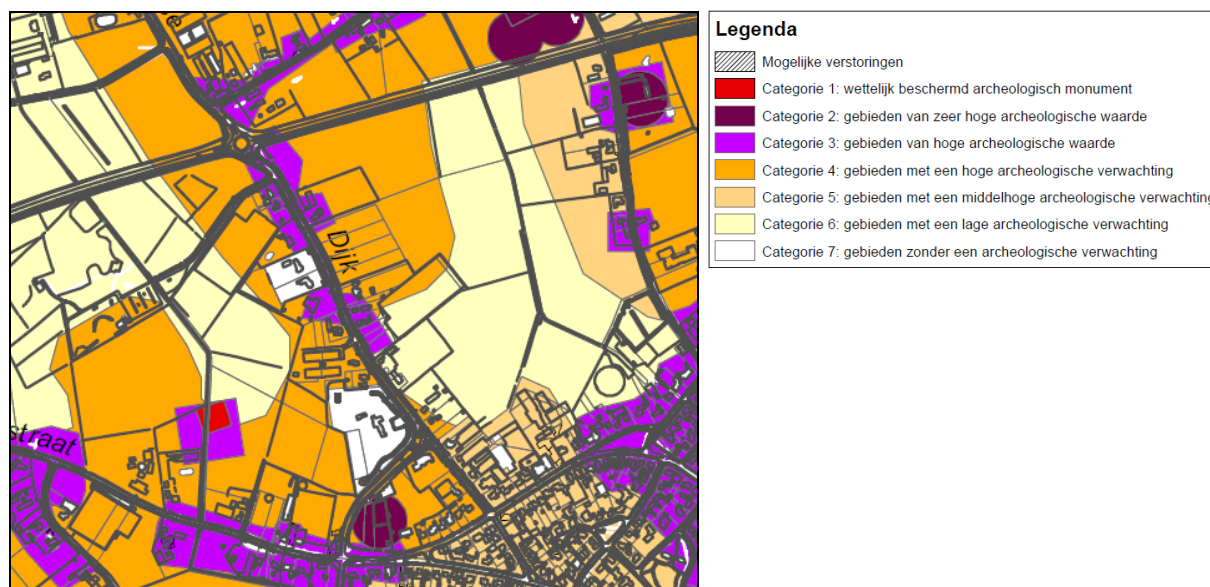 Dijk
straat
Legenda
Mogelijke verstoringen
Categorie 1: wettelijk beschermd archeologisch monument
Categorie 2: gebieden van zeer hoge archeologische waarde
Categorie 3: gebieden van hoge archeologische waarde
Categorie 4: gebieden met een hoge archeologische verwachting
Categorie 5: gebieden met een middelhoge archeologische verwachting
Categorie 6: gebieden met een lage archeologische verwachting
Categorie 7: gebieden zonder een archeologische verwachting